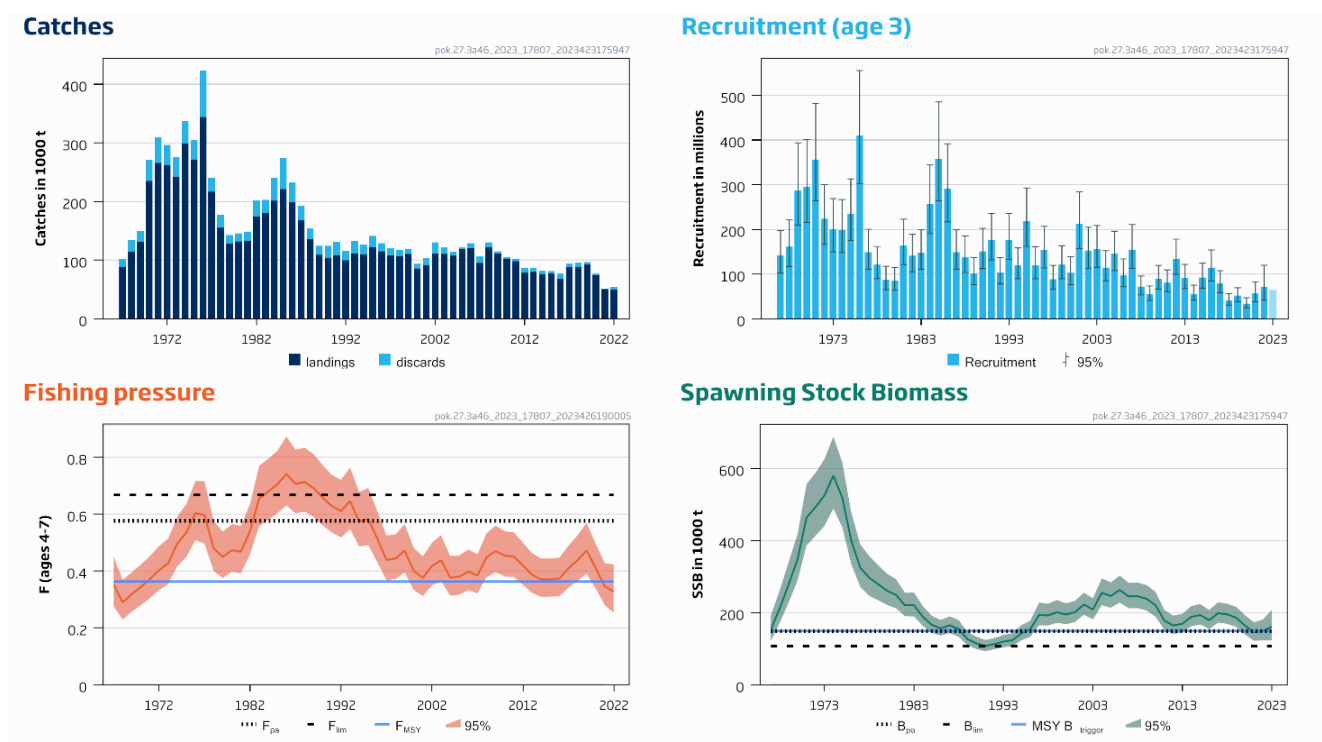 Catches
pok.27.3a46_2023_17807_2023423175947
Catches in 1000 t
400
300
200
100
0
1972 1982 1992 2002 2012 2022
landings discards
Recruitment (age 3)
pok.27.3a46_2023_17807_2023423175947
Recruitment in millions
500
400
300
200
100
0
1973 1983 1993 2003 2013 2023
Recruitment 95%
Fishing pressure
pok.27.3a46_2023_17807_2023426190005
F (ages 4-7)
0.8
0.6
0.4
0.2
0
1972 1982 1992 2002 2012 2022
Fpa Flim FMSY 95%
Spawning Stock Biomass
pok.27.3a46_2023_17807_2023423175947
SSB in 1000 t
600
400
200
0
1973 1983 1993 2003 2013 2023
Bpa Blim MSY B trigger 95%